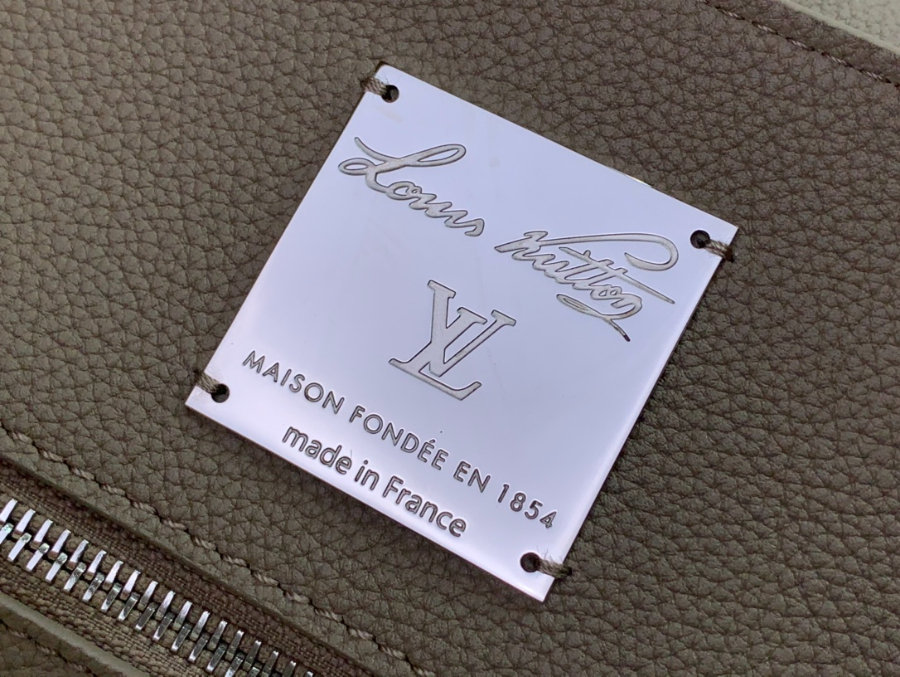 Louis Vuitton
LV
MAISON FONDÉE EN 1854
made in France